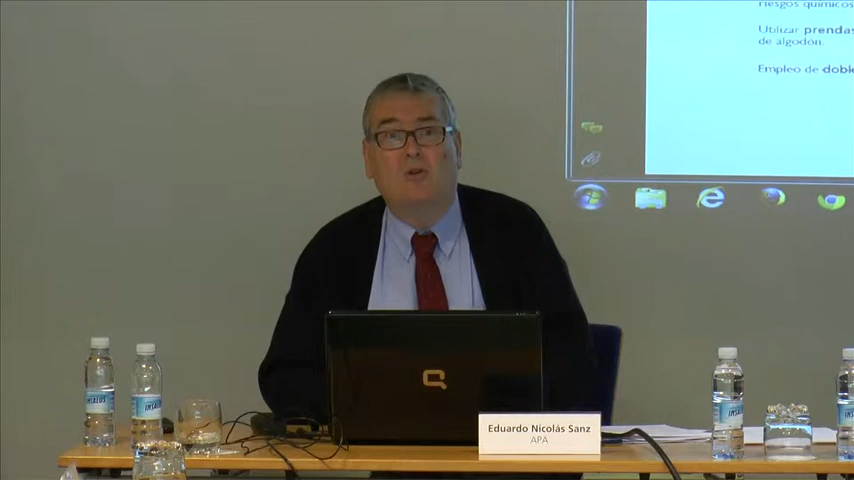 riesgos químicos
Utilizar prendas
de algodón.
Empleo de doble
INSALUS
INSALUS
Eduardo Nicolás Sanz
APA
INSALUS